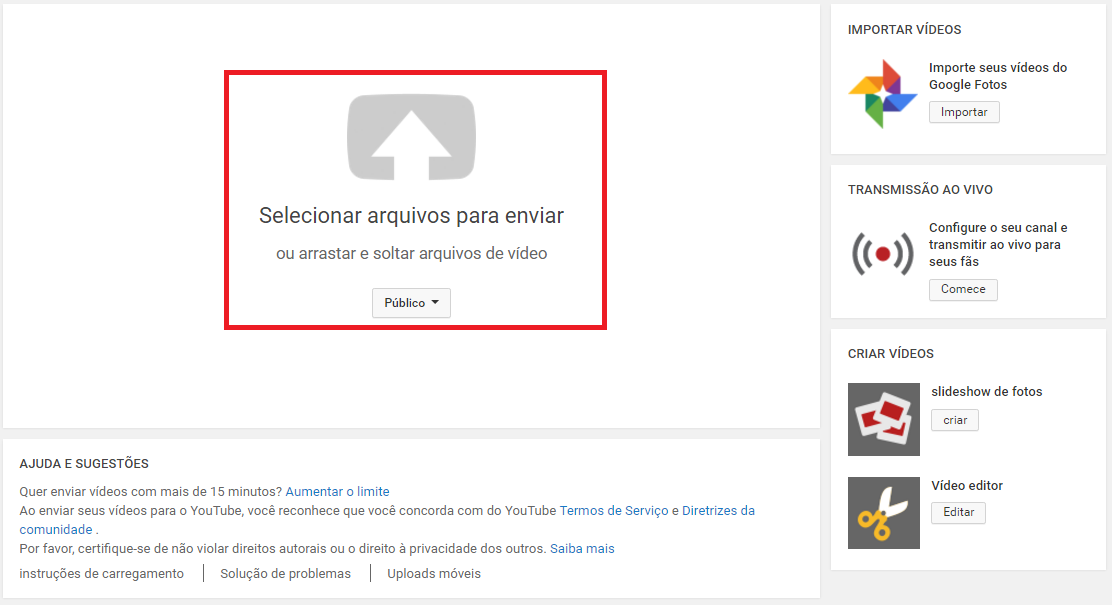 Selecionar arquivos para enviar
ou arrastar e soltar arquivos de vídeo
Público
AJUDA E SUGESTÕES
Quer enviar vídeos com mais de 15 minutos? Aumentar o limite
Ao enviar seus vídeos para o YouTube, você reconhece que você concorda com do YouTube Termos de Serviço e Diretrizes da
comunidade .
Por favor, certifique-se de não violar direitos autorais ou o direito à privacidade dos outros. Saiba mais
instruções de carregamento
Solução de problemas
Uploads móveis
IMPORTAR VÍDEOS
Importe seus vídeos do
Google Fotos
Importar
TRANSMISSÃO AO VIVO
Configure o seu canal e
transmitir ao vivo para
seus fãs
Comece
CRIAR VÍDEOS
slideshow de fotos
criar
Vídeo editor
Editar